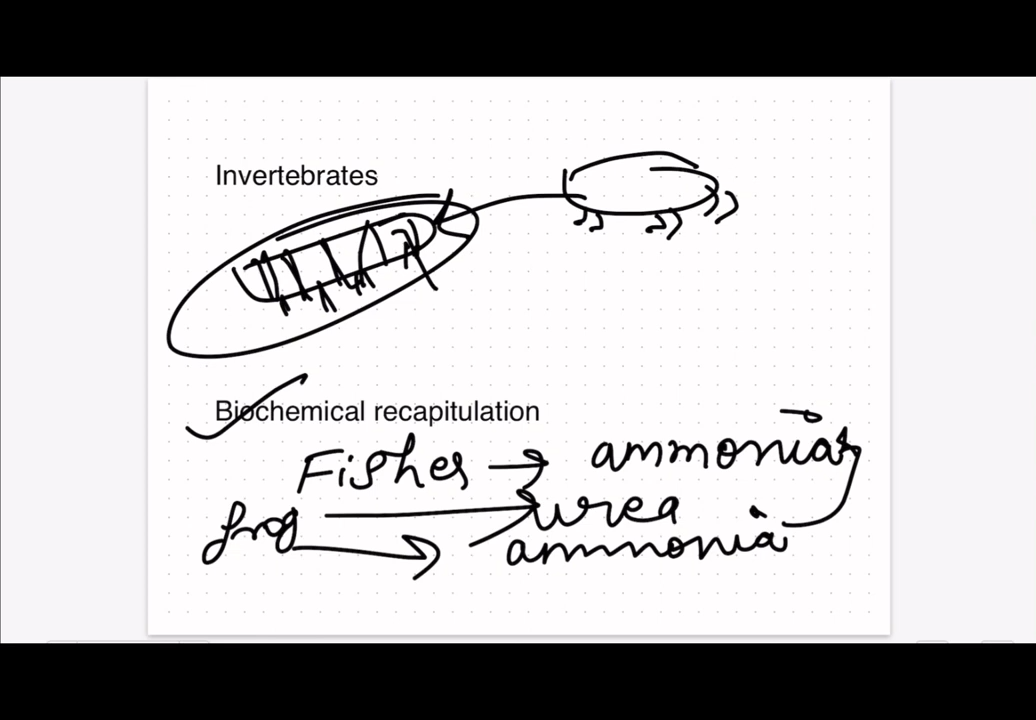 Invertebrates
Biochemical recapitulation
Fishes → ammonia
frog → urea
→ ammonia